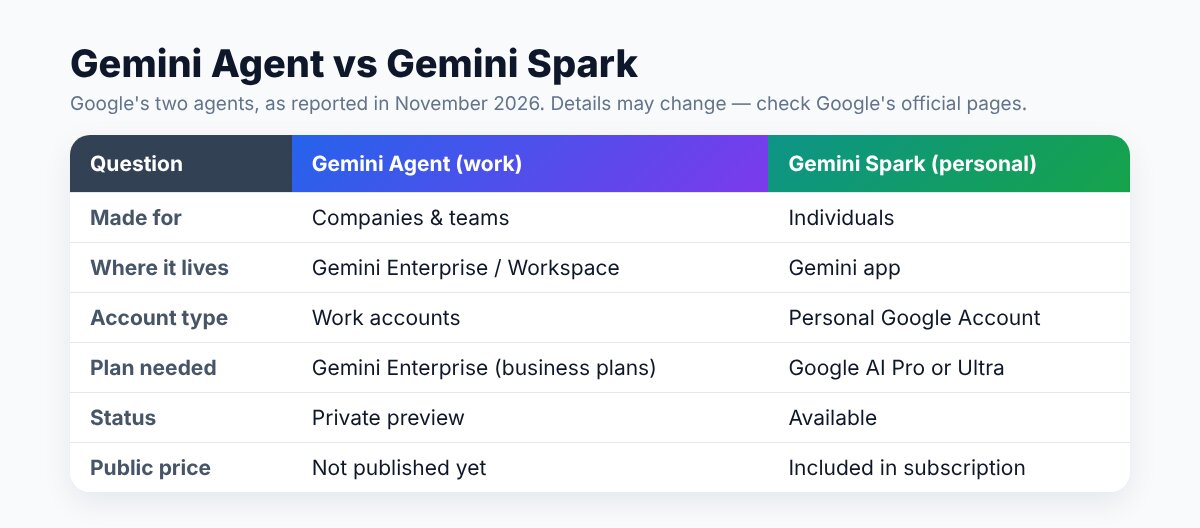 Gemini Agent vs Gemini Spark
Google's two agents, as reported in November 2026. Details may change — check Google's official pages.
Question Gemini Agent (work) Gemini Spark (personal)
Made for Companies & teams Individuals
Where it lives Gemini Enterprise / Workspace Gemini app
Account type Work accounts Personal Google Account
Plan needed Gemini Enterprise (business plans) Google AI Pro or Ultra
Status Private preview Available
Public price Not published yet Included in subscription